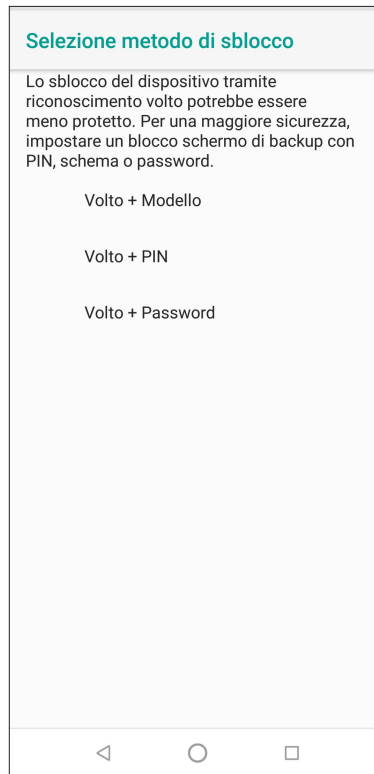 Selezione metodo di sblocco
Lo sblocco del dispositivo tramite
riconoscimento volto potrebbe essere
meno protetto. Per una maggiore sicurezza,
impostare un blocco schermo di backup con
PIN, schema o password.
Volto + Modello
Volto + PIN
Volto + Password